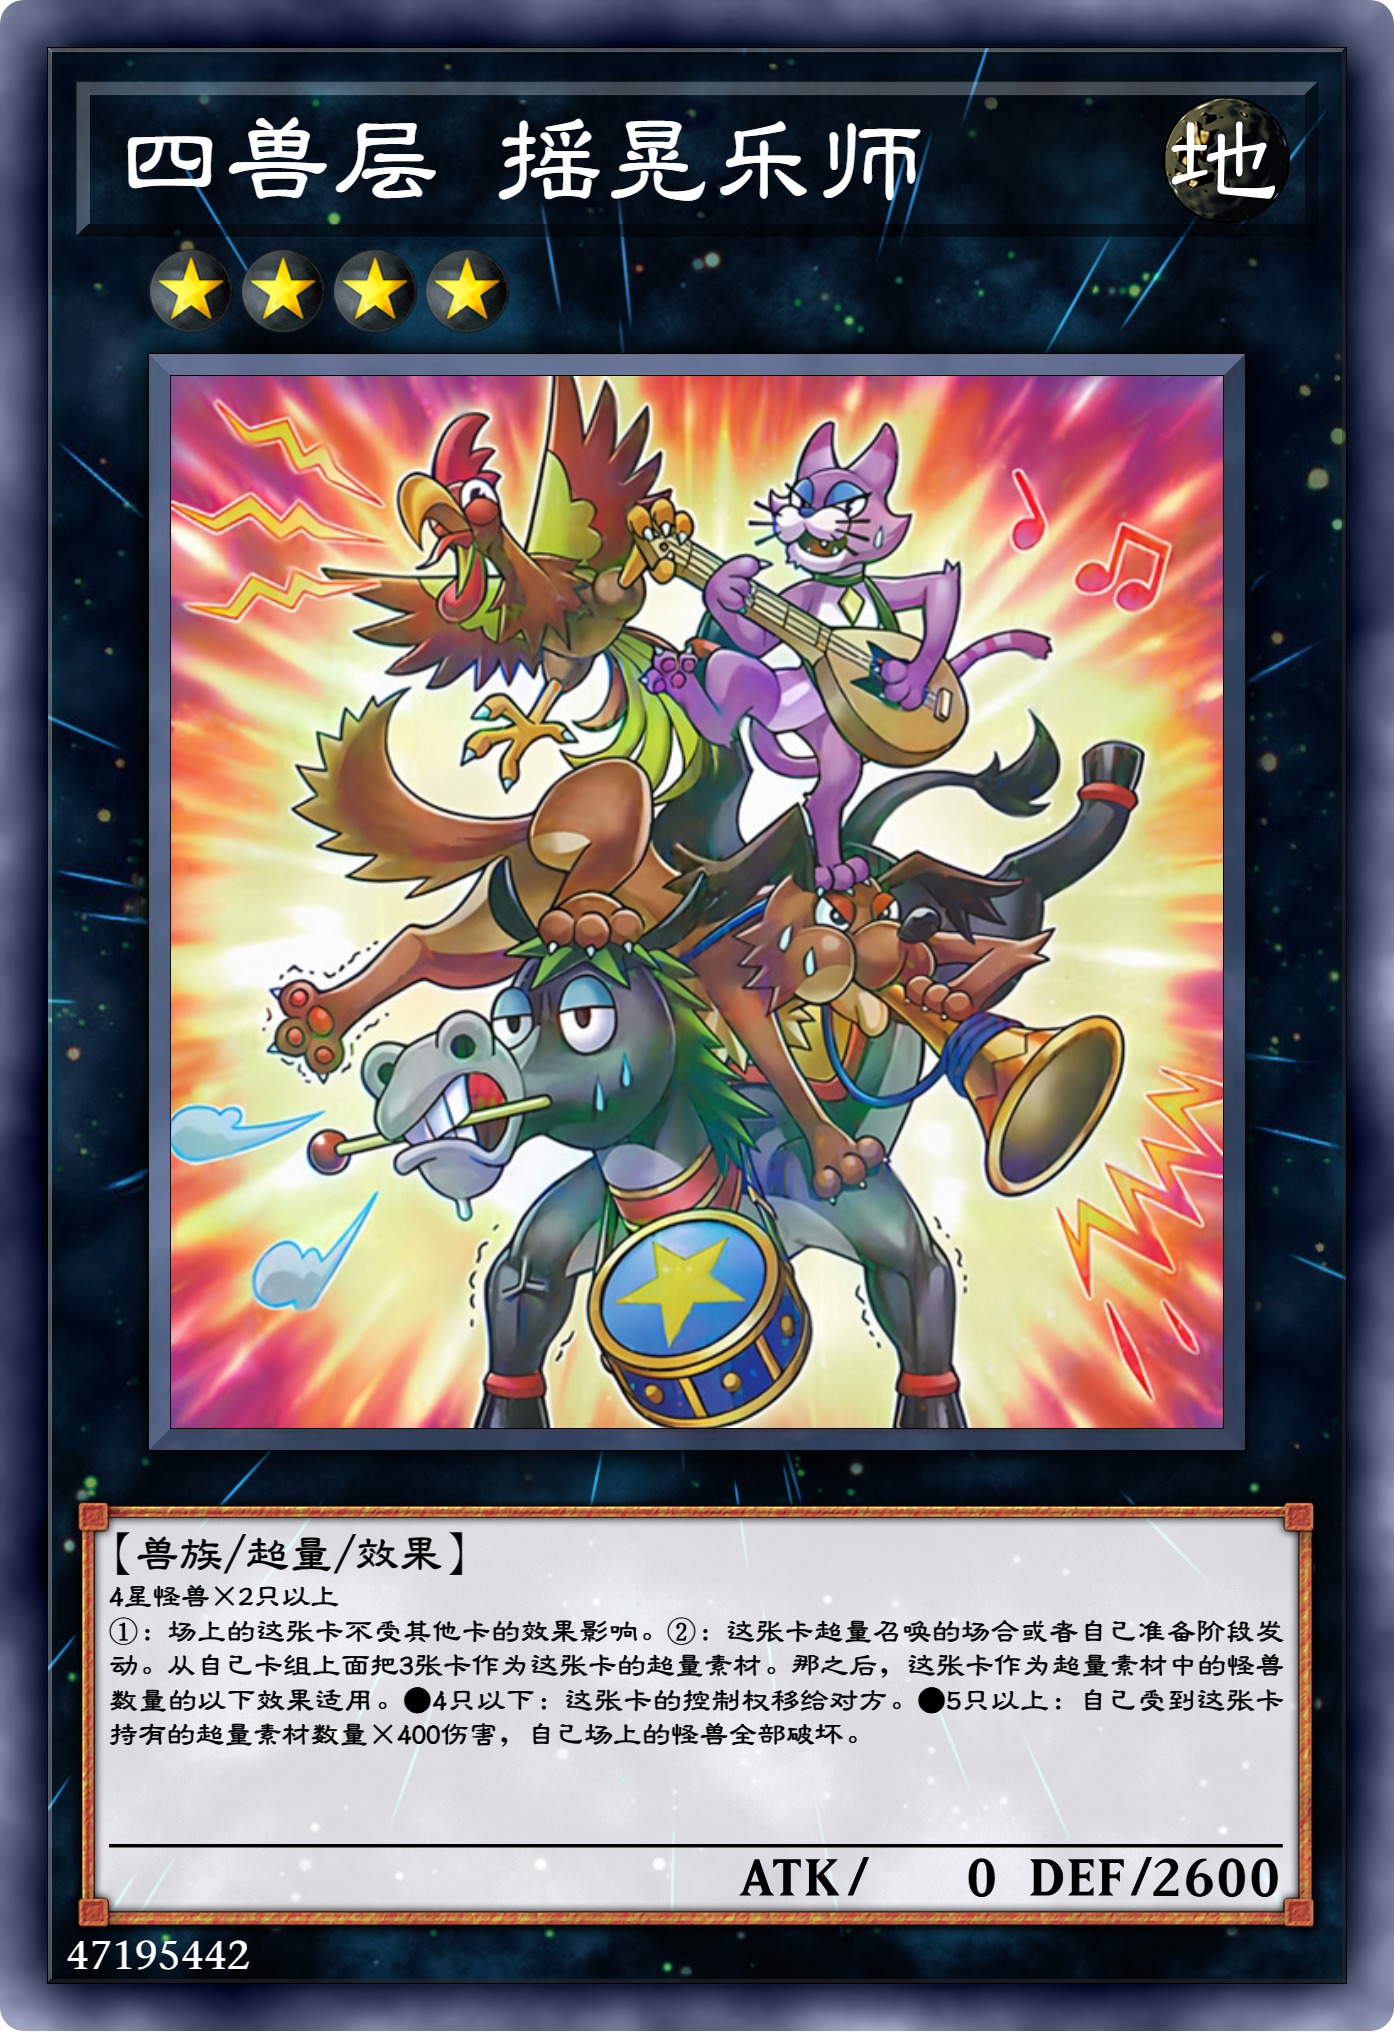 四兽层 摇晃乐师
地
【兽族/超量/效果】
4星怪兽×2只以上
①：场上的这张卡不受其他卡的效果影响。②：这张卡超量召唤的场合或者自己准备阶段发
动。从自己卡组上面把3张卡作为这张卡的超量素材。那之后，这张卡作为超量素材中的怪兽
数量的以下效果适用。●4只以下：这张卡的控制权移给对方。●5只以上：自己受到这张卡
持有的超量素材数量×400伤害，自己场上的怪兽全部破坏。
ATK/ 0 DEF/2600
47195442